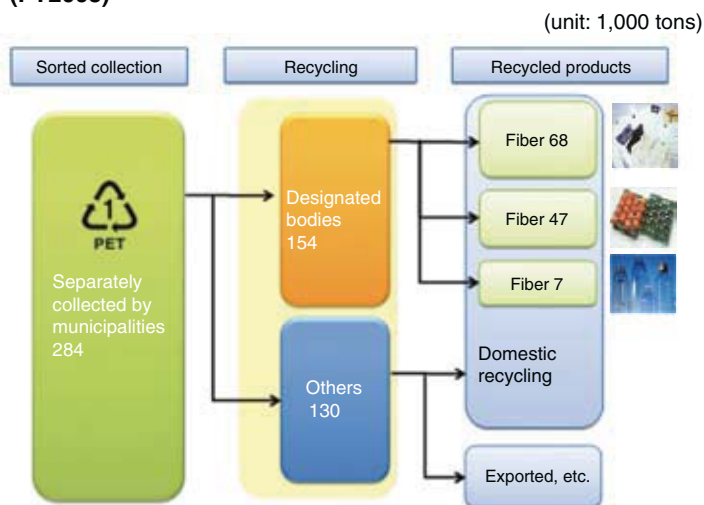 (unit: 1,000 tons)
Sorted collection
Recycling
Recycled products
1
PET
Separately
collected by
municipalities
284
Designated
bodies
154
Others
130
Fiber 68
Fiber 47
Fiber 7
Domestic
recycling
Exported, etc.